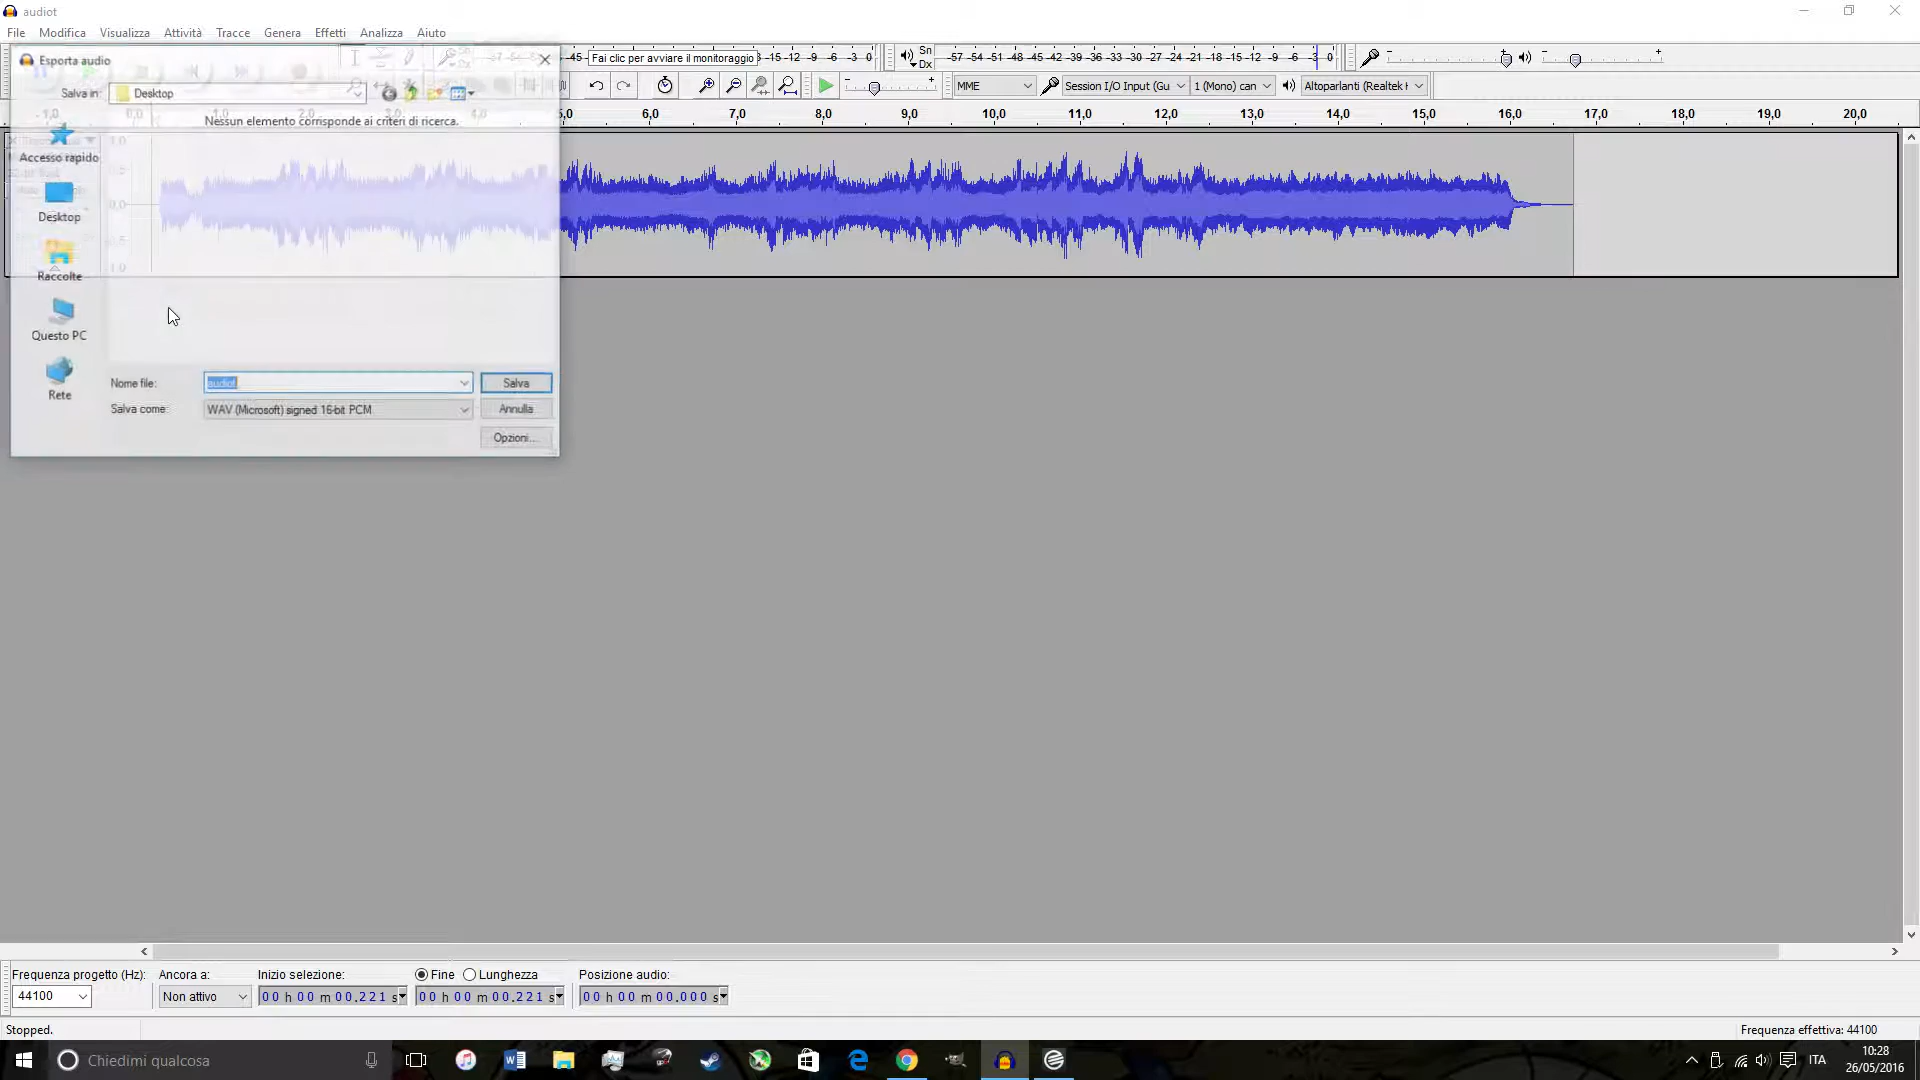 audiot
File Modifica Visualizza Attività Tracce Genera Effetti Analizza Aiuto
Esporta audio
-45 Fai clic per avviare il monitoraggio -15 -12 -9 -6 -3 0
Sn
Dx
-57 -54 -51 -48 -45 -42 -39 -36 -33 -30 -27 -24 -21 -18 -15 -12 -9 -6 -3 0
Salva in: Desktop
MME Session I/O Input (Gu 1 (Mono) can Altoparlanti (Realtek H
-1,0 0,0 4,0 5,0 6,0 7,0 8,0 9,0 10,0 11,0 12,0 13,0 14,0 15,0 16,0 17,0 18,0 19,0 20,0
Nessun elemento corrisponde ai criteri di ricerca.
Accesso rapido
Desktop
Raccolte
Questo PC
Rete
1.0
0.5
0.0
-0.5
-1.0
Nome file: audiot Salva
Salva come: WAV (Microsoft) signed 16-bit PCM Annulla
Opzioni...
Frequenza progetto (Hz): Ancora a: Inizio selezione: Fine Lunghezza Posizione audio:
44100 Non attivo 00 h 00 m 00.221 s 00 h 00 m 00.221 s 00 h 00 m 00.000 s
Stopped. Frequenza effettiva: 44100
Chiedimi qualcosa ITA 10:28
26/05/2016